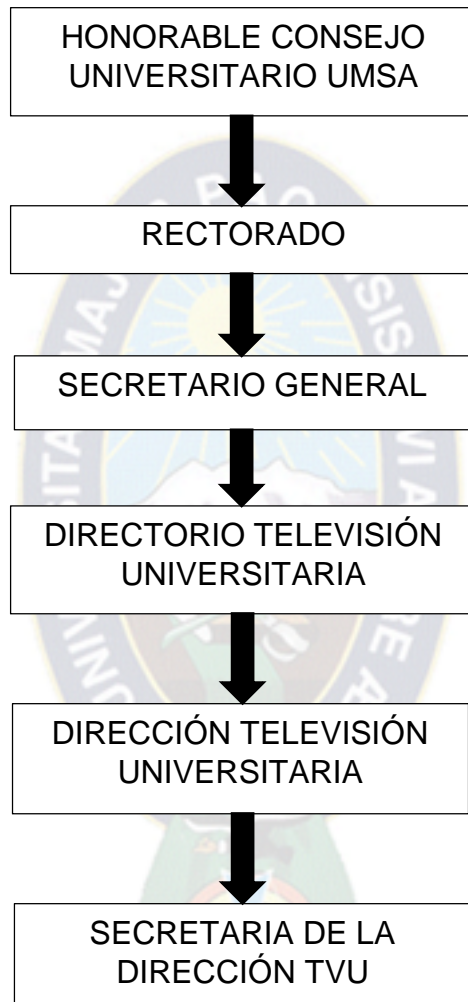 HONORABLE CONSEJO
UNIVERSITARIO UMSA
RECTORADO
SECRETARIO GENERAL
DIRECTORIO TELEVISIÓN
UNIVERSITARIA
DIRECCIÓN TELEVISIÓN
UNIVERSITARIA
SECRETARIA DE LA
DIRECCIÓN TVU